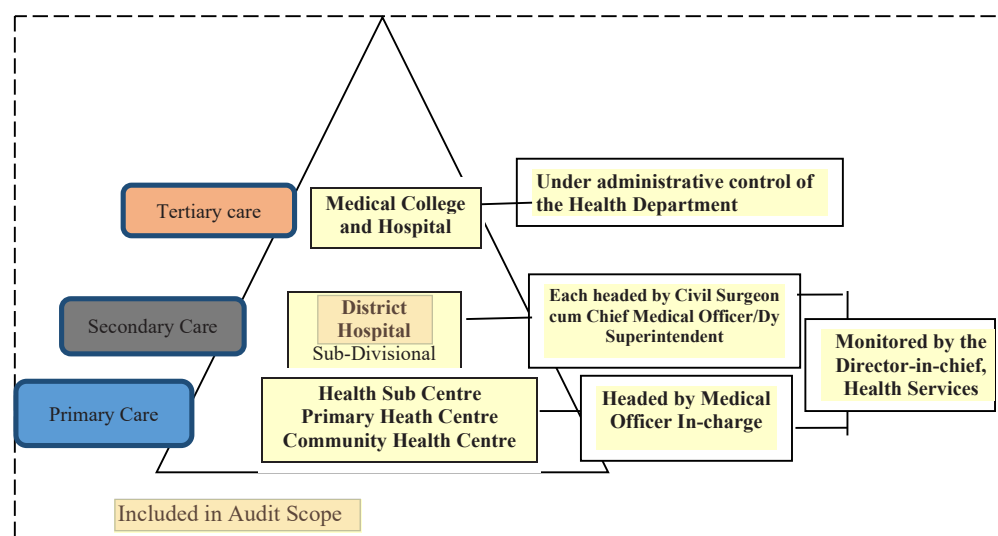 Tertiary care
Medical College
and Hospital
Under administrative control of
the Health Department
Secondary Care
District
Hospital
Sub-Divisional
Each headed by Civil Surgeon
cum Chief Medical Officer/Dy
Superintendent
Monitored by the
Director-in-chief,
Health Services
Primary Care
Health Sub Centre
Primary Heath Centre
Community Health Centre
Headed by Medical
Officer In-charge
Included in Audit Scope